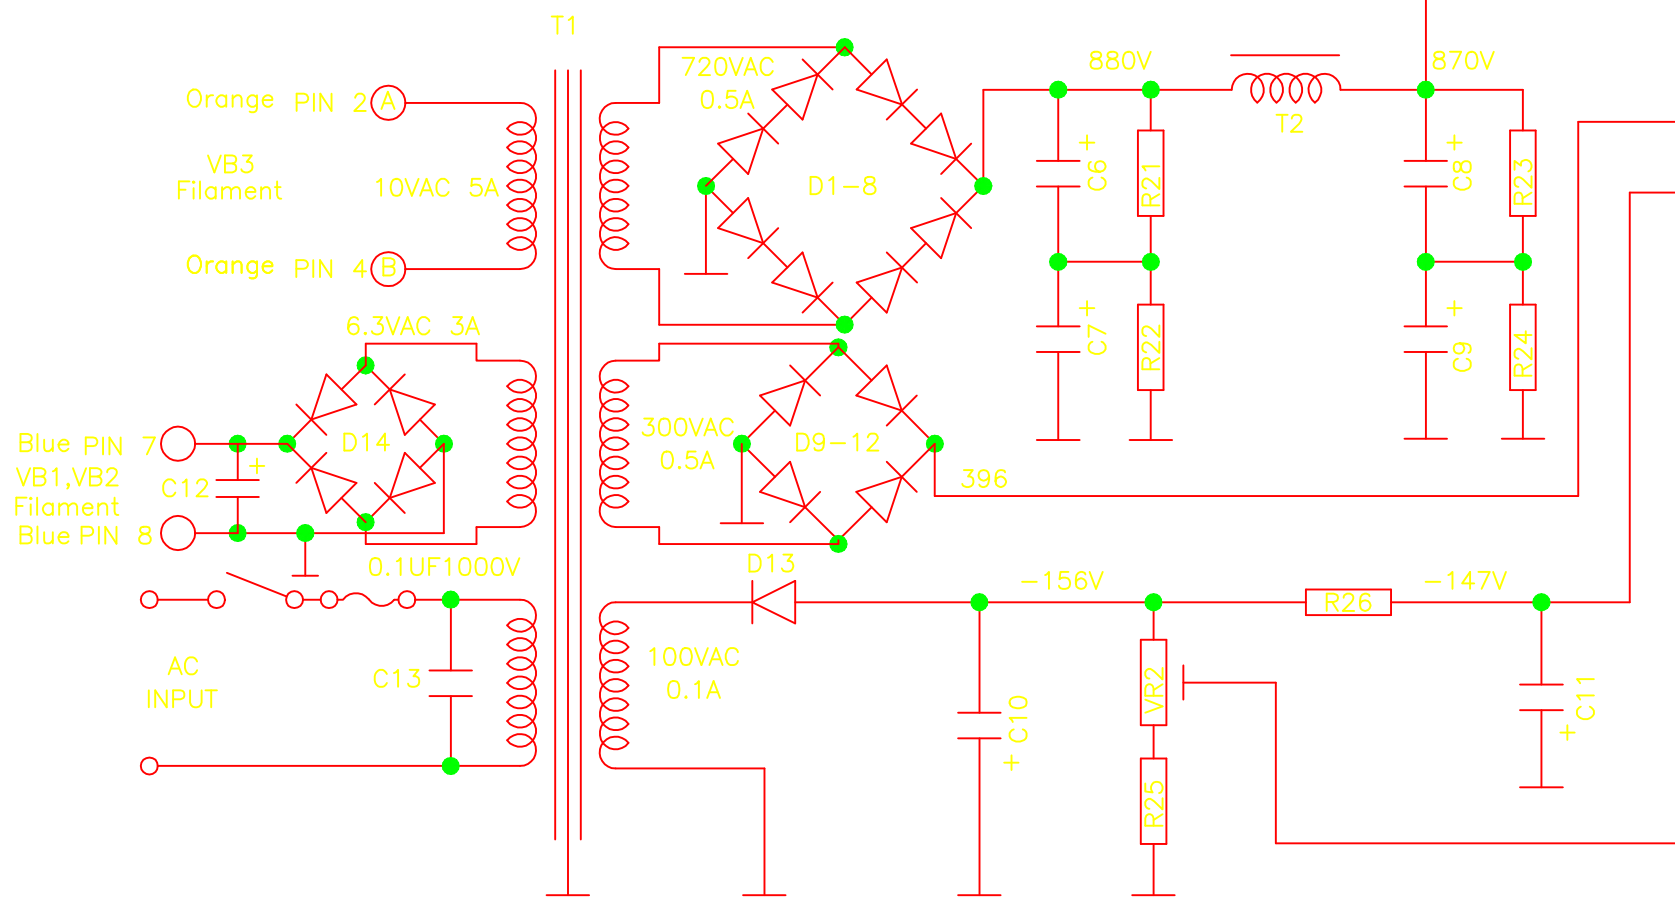 T1
720VAC
0.5A
880V
870V
Orange PIN 2 A
T2
VB3
Filament
10VAC 5A
D1-8
C6
+
R21
C8
+
R23
Orange PIN 4 B
6.3VAC 3A
C7
+
R22
C9
+
R24
Blue PIN 7
VB1,VB2
Filament
Blue PIN 8
C12
+
D14
300VAC
0.5A
D9-12
396
0.1UF1000V
D13
-156V
-147V
R26
AC
INPUT
C13
100VAC
0.1A
C10
+
VR2
R25
C11
+